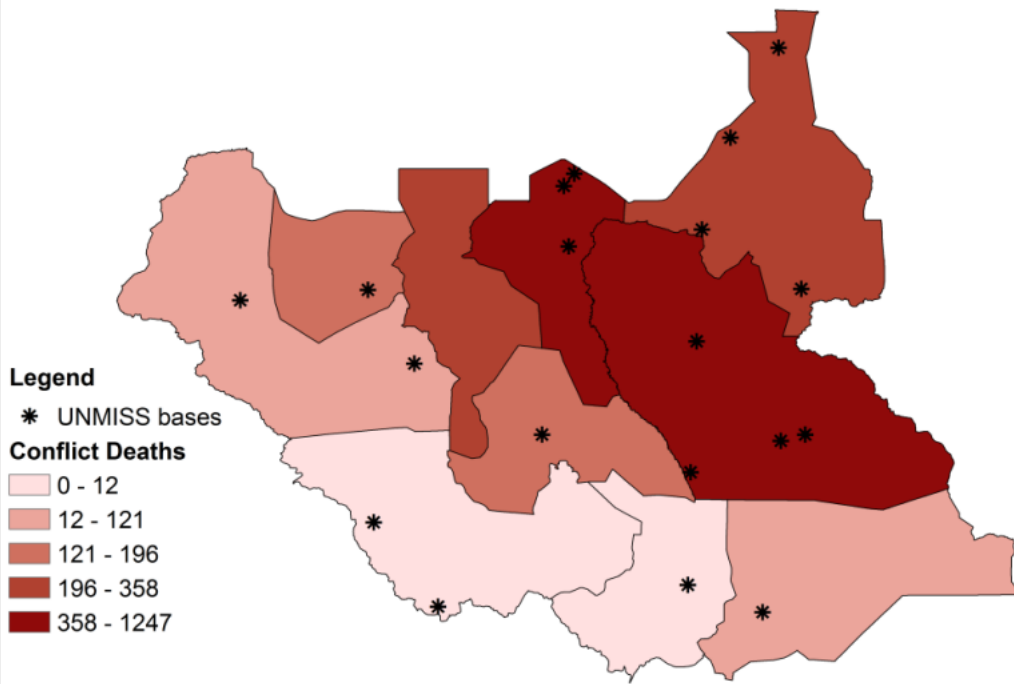 Legend
UNMISS bases
Conflict Deaths
0 - 12
12 - 121
121 - 196
196 - 358
358 - 1247